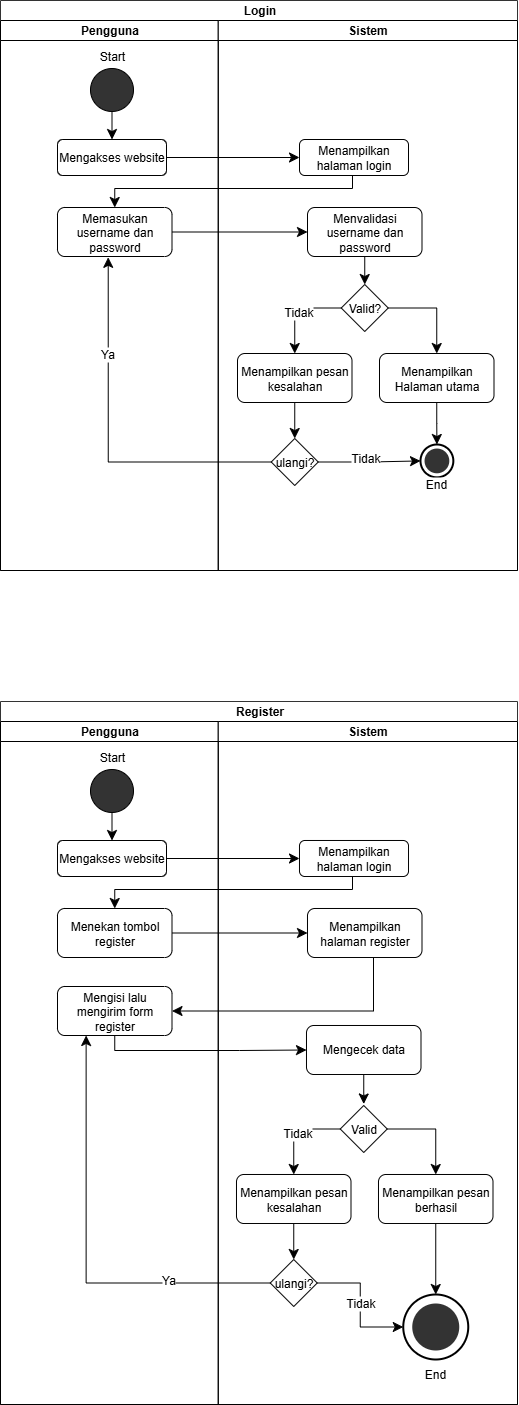 Login
Pengguna
Sistem
Start
Mengakses website
Menampilkan
halaman login
Memasukan
username dan
password
Menvalidasi
username dan
password
Valid?
Tidak
Ya
Menampilkan pesan
kesalahan
Menampilkan
Halaman utama
ulangi?
Tidak
End
Register
Pengguna
Sistem
Start
Mengakses website
Menampilkan
halaman login
Menekan tombol
register
Menampilkan
halaman register
Mengisi lalu
mengirim form
register
Mengecek data
Valid
Tidak
Menampilkan pesan
kesalahan
Menampilkan pesan
berhasil
Ya
ulangi?
Tidak
End